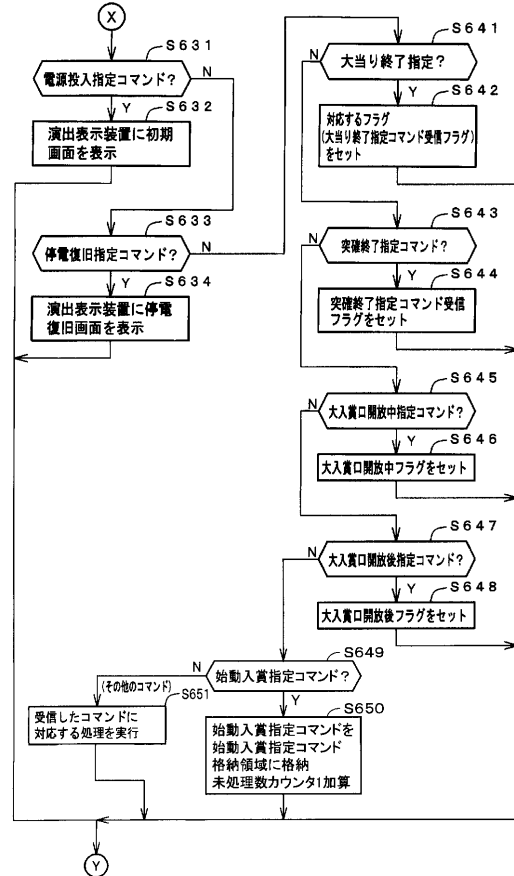 X
S631
電源投入指定コマンド?
N
Y
S632
演出表示装置に初期
画面を表示
S633
停電復旧指定コマンド?
N
Y
S634
演出表示装置に停電
復旧画面を表示
S641
大当り終了指定?
N
Y
S642
対応するフラグ
(大当り終了指定コマンド受信フラグ)
をセット
S643
突確終了指定コマンド?
N
Y
S644
突確終了指定コマンド受信
フラグをセット
S645
大入賞口開放中指定コマンド?
N
Y
S646
大入賞口開放中フラグをセット
S647
大入賞口開放後指定コマンド?
N
Y
S648
大入賞口開放後フラグをセット
S649
始動入賞指定コマンド?
N
Y
(その他のコマンド)
S651
受信したコマンドに
対応する処理を実行
S650
始動入賞指定コマンドを
始動入賞指定コマンド
格納領域に格納
未処理数カウンタ1加算
Y